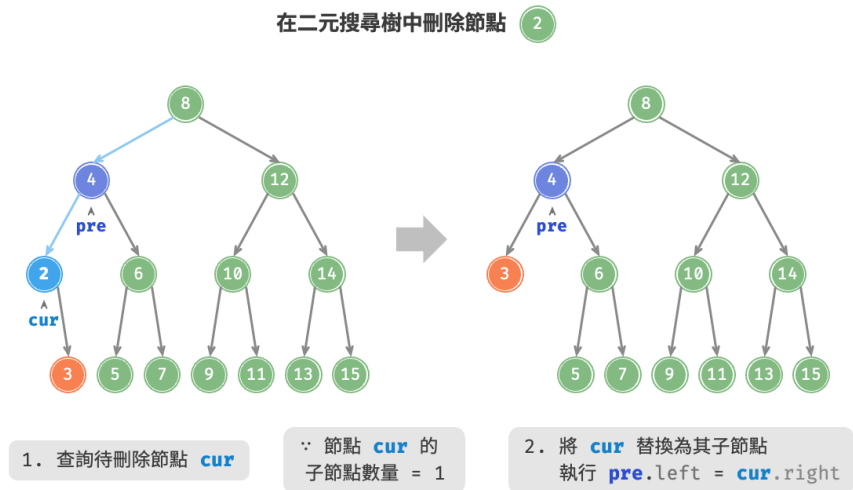 在二元搜尋樹中刪除節點 2
8 8
4 12 4 12
pre pre
2 6 10 14 3 6 10 14
cur
3 5 7 9 11 13 15 5 7 9 11 13 15
1. 查詢待刪除節點 cur
∵ 節點 cur 的
子節點數量 = 1
2. 將 cur 替換為其子節點
執行 pre.left = cur.right